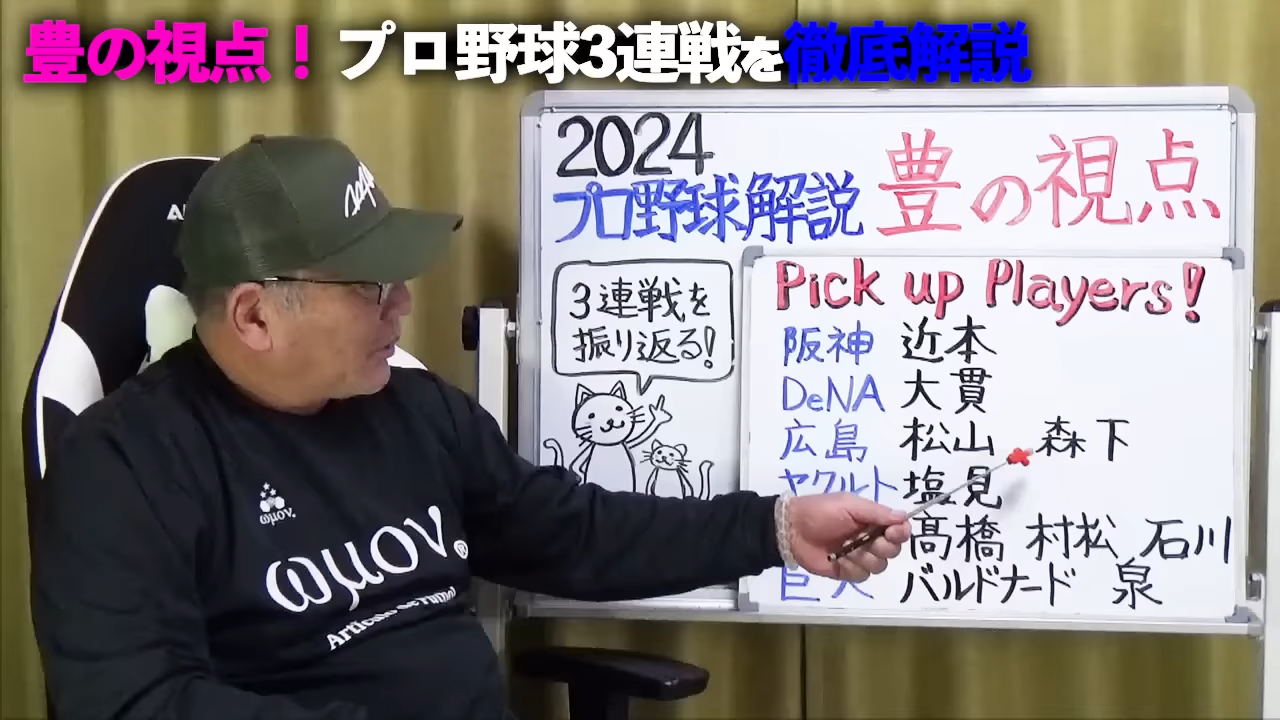 豊の視点！プロ野球3連戦を徹底解説
2024
プロ野球解説 豊の視点
3連戦を
振り返る!
Pick up Players!
阪神 近本
DeNA 大貫
広島 松山 森下
ヤクルト 塩見
髙橋 村松 石川
巨人 バルドナード 泉
ωμον.
ωμον.®